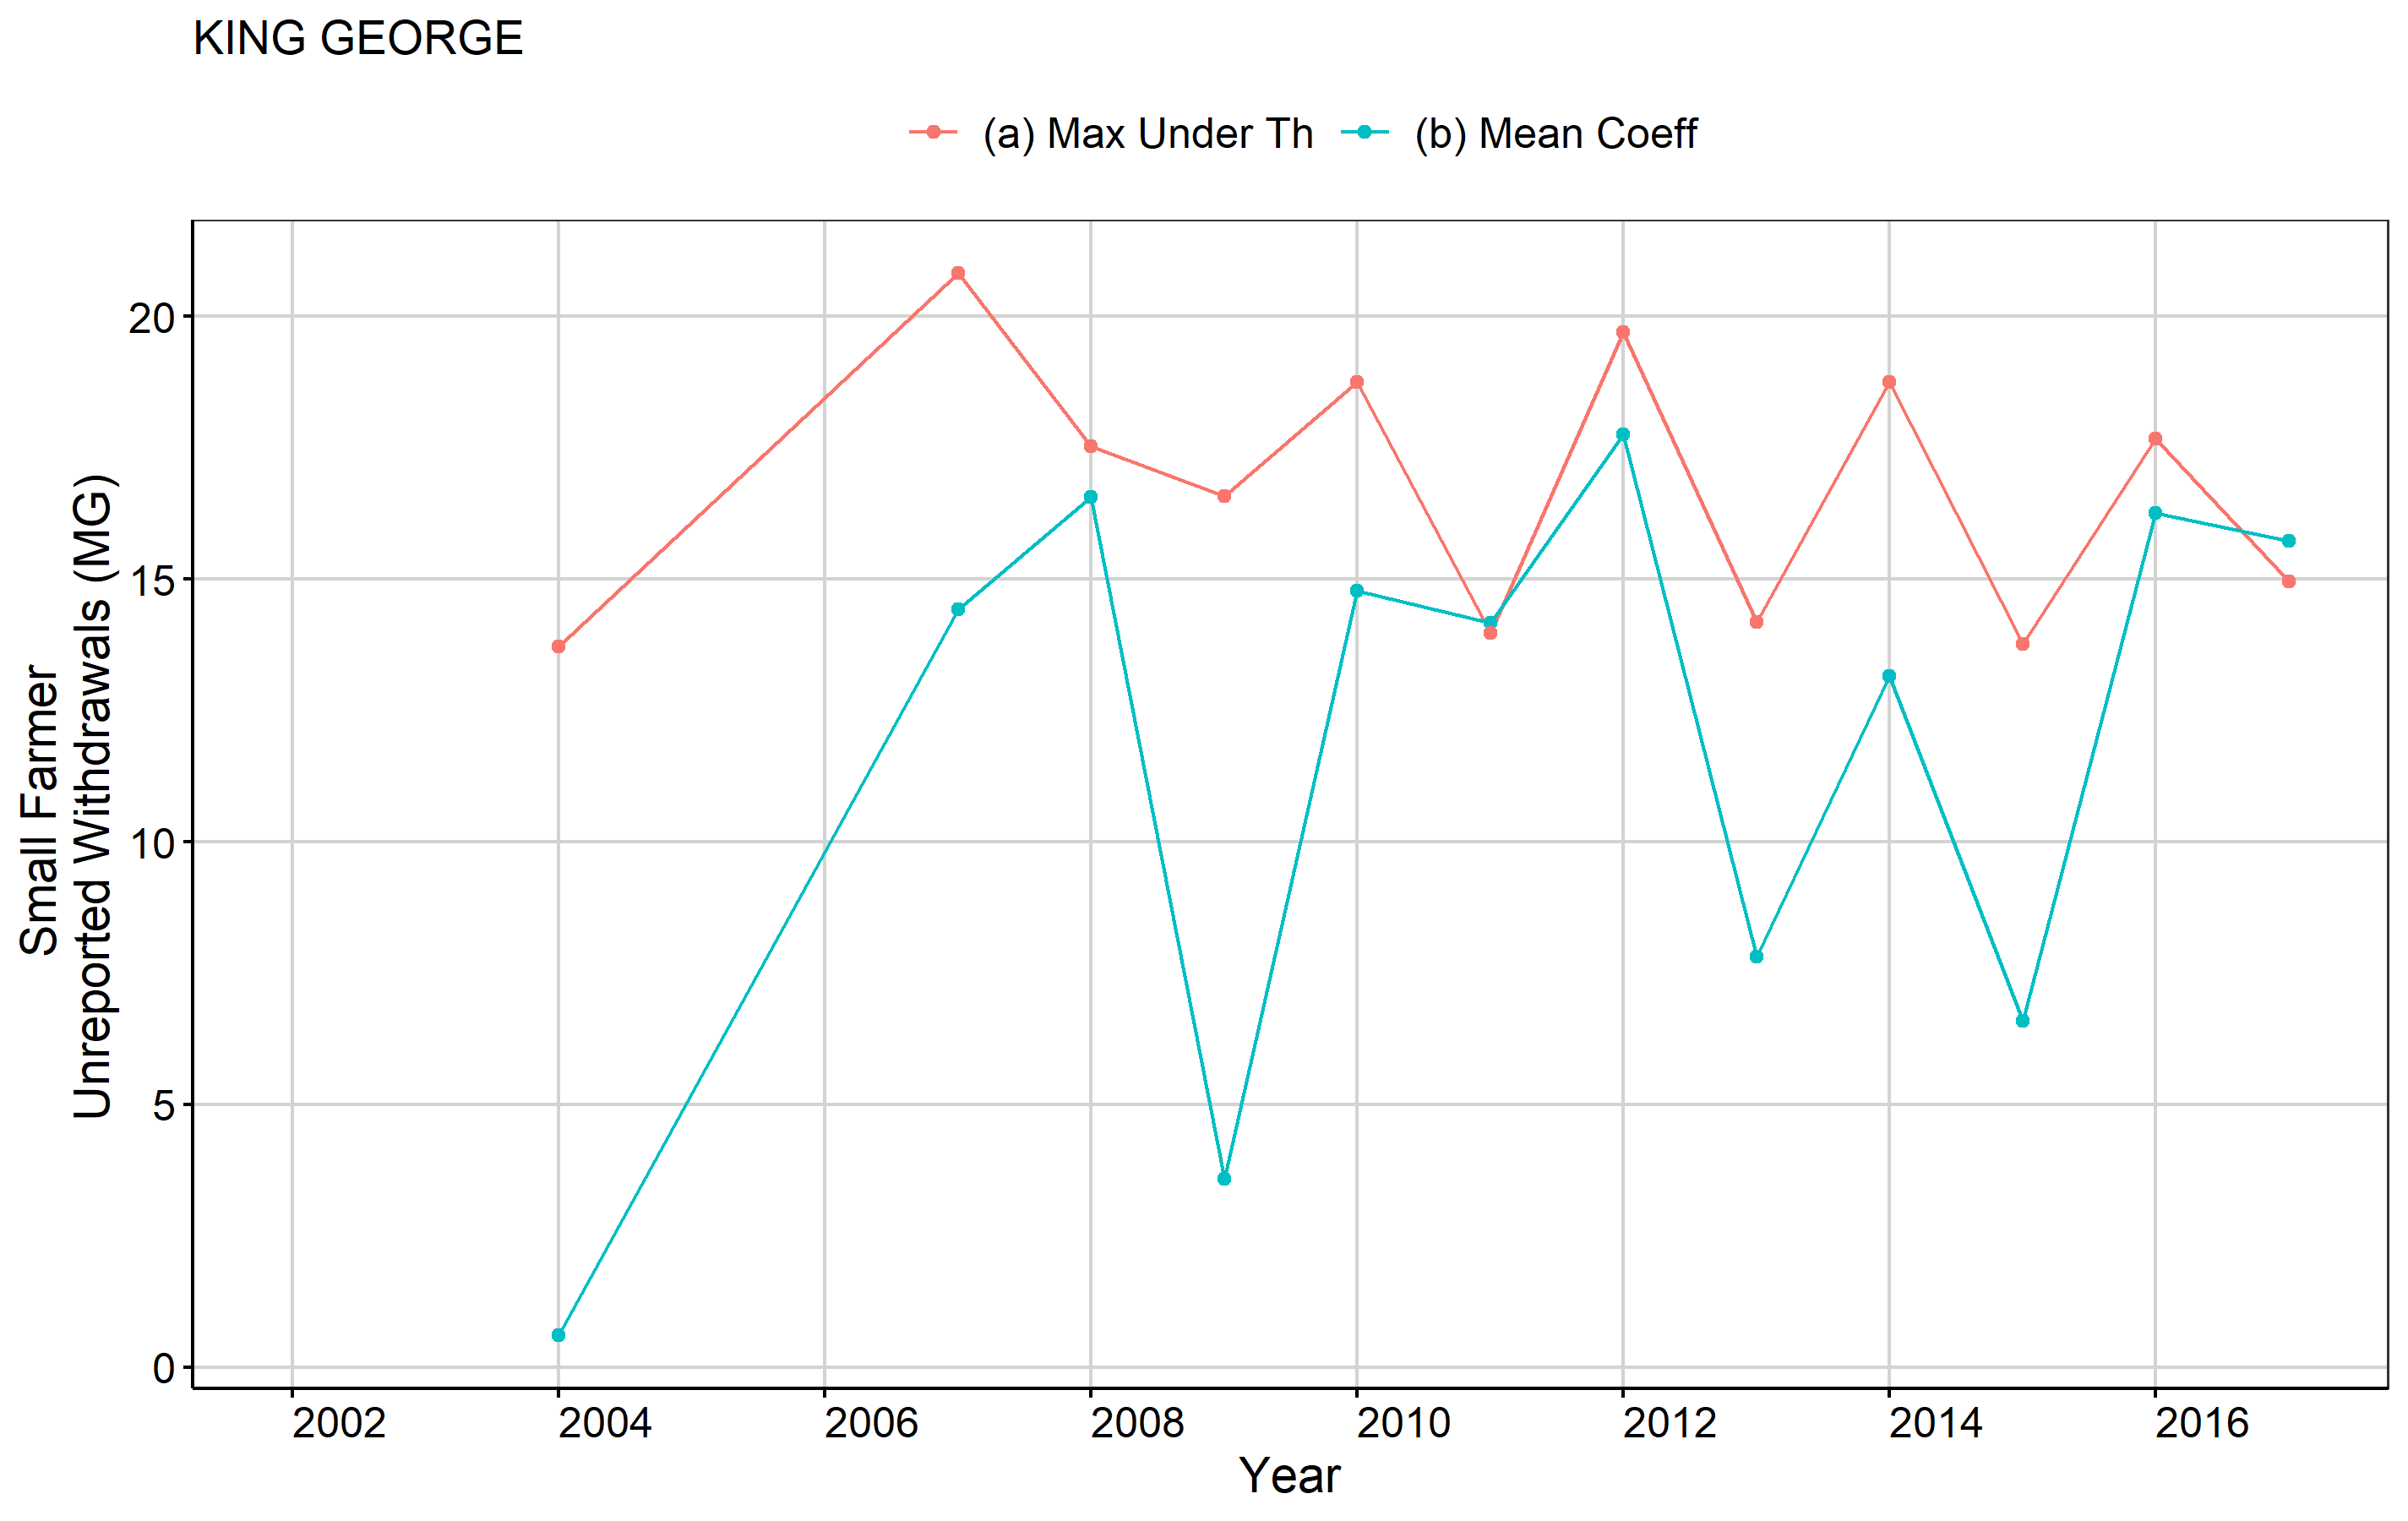 KING GEORGE
(a) Max Under Th
(b) Mean Coeff
Small Farmer
Unreported Withdrawals (MG)
20
15
10
5
0
2002
2004
2006
2008
2010
2012
2014
2016
Year